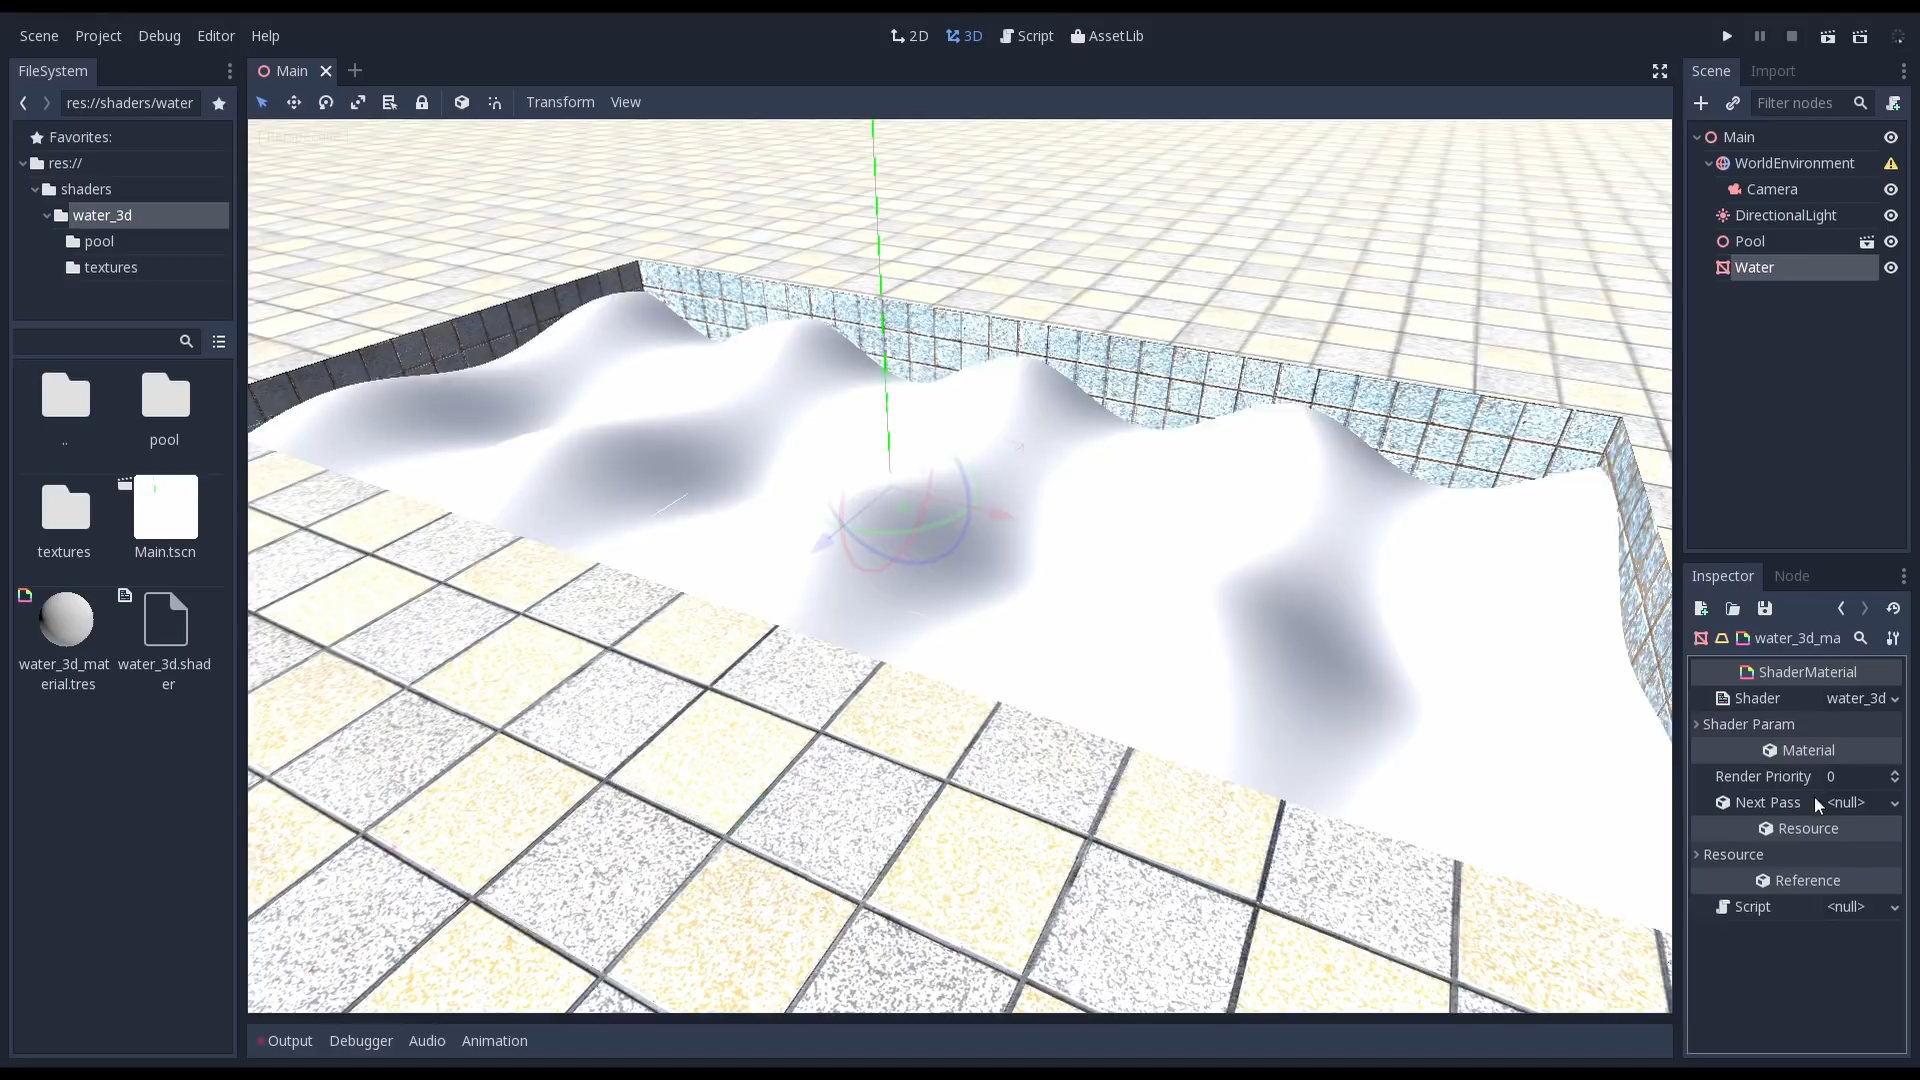 Scene Project Debug Editor Help
2D 3D Script AssetLib
FileSystem
res://shaders/water
Favorites:
res://
shaders
water_3d
pool
textures
..
pool
textures
Main.tscn
water_3d_mat
erial.tres
water_3d.shad
er
Main
Transform View
Output Debugger Audio Animation
Scene Import
Filter nodes
Main
WorldEnvironment
Camera
DirectionalLight
Pool
Water
Inspector Node
water_3d_ma
ShaderMaterial
Shader water_3d
Shader Param
Material
Render Priority 0
Next Pass <null>
Resource
Resource
Reference
Script <null>